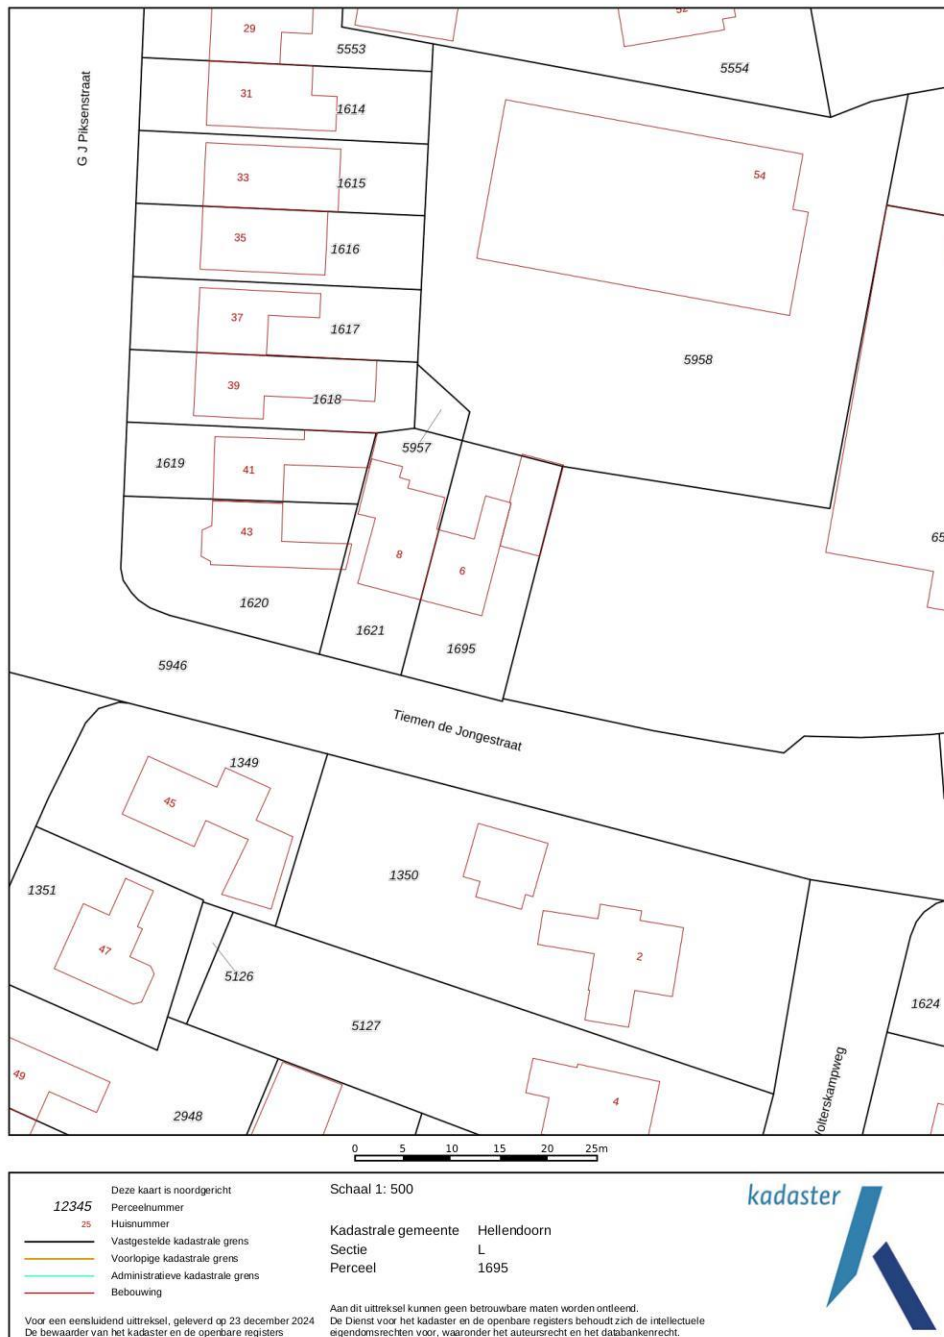 52
29
5553
5554
31
1614
G J Piksenstraat
54
33
1615
35
1616
37
1617
5958
39
1618
5957
1619
41
43
8
6
65
1620
1621
1695
5946
Tiemen de Jongestraat
1349
45
1350
1351
47
2
5126
1624
5127
49
4
olterskampweg
2948
0 5 10 15 20 25m
Deze kaart is noordgericht
12345 Perceelnummer
25 Huisnummer
Vastgestelde kadastrale grens
Voorlopige kadastrale grens
Administratieve kadastrale grens
Bebouwing
Voor een eensluidend uittreksel, geleverd op 23 december 2024
De bewaarder van het kadaster en de openbare registers
Schaal 1: 500
Kadastrale gemeente Hellendoorn
Sectie L
Perceel 1695
Aan dit uittreksel kunnen geen betrouwbare maten worden ontleend.
De Dienst voor het kadaster en de openbare registers behoudt zich de intellectuele
eigendomsrechten voor, waaronder het auteursrecht en het databankenrecht.
kadaster